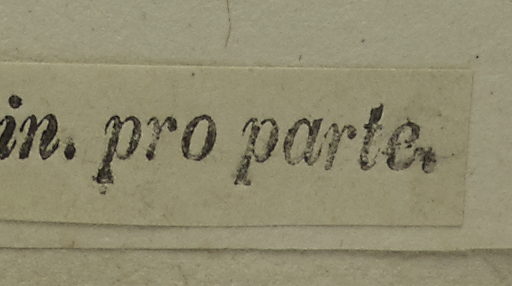 in. pro parte.